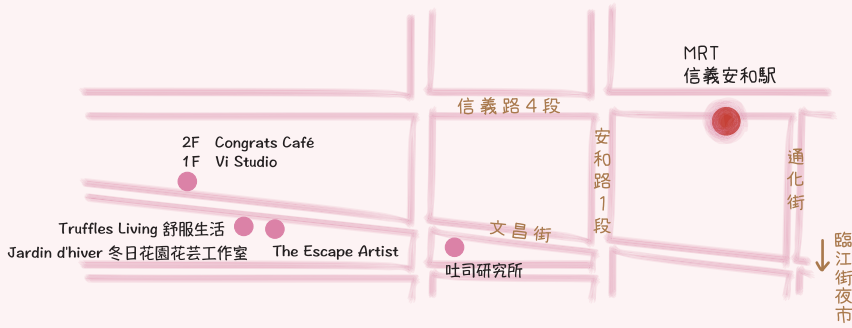 MRT
信義安和駅
信義路4段
2F Congrats Café
1F Vi Studio
安和路1段
通化街
Truffles Living 舒服生活
文昌街
Jardin d'hiver 冬日花園花芸工作室
The Escape Artist
吐司研究所
臨江街夜市